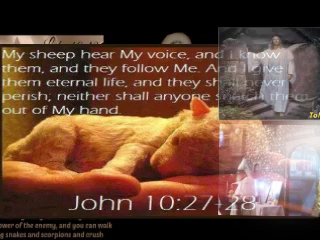 My sheep hear My voice, and I know
them, and they follow Me. And I give
them eternal life, and they shall never
perish; neither shall anyone snatch them
out of My hand.
John 10:27-28
ower of the enemy, and you can walk
g snakes and scorpions and crush